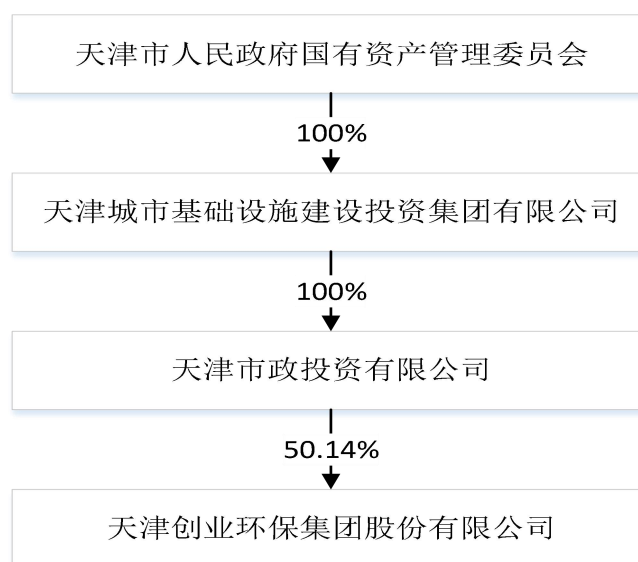 天津市人民政府国有资产管理委员会
100%
天津城市基础设施建设投资集团有限公司
100%
天津市政投资有限公司
50.14%
天津创业环保集团股份有限公司